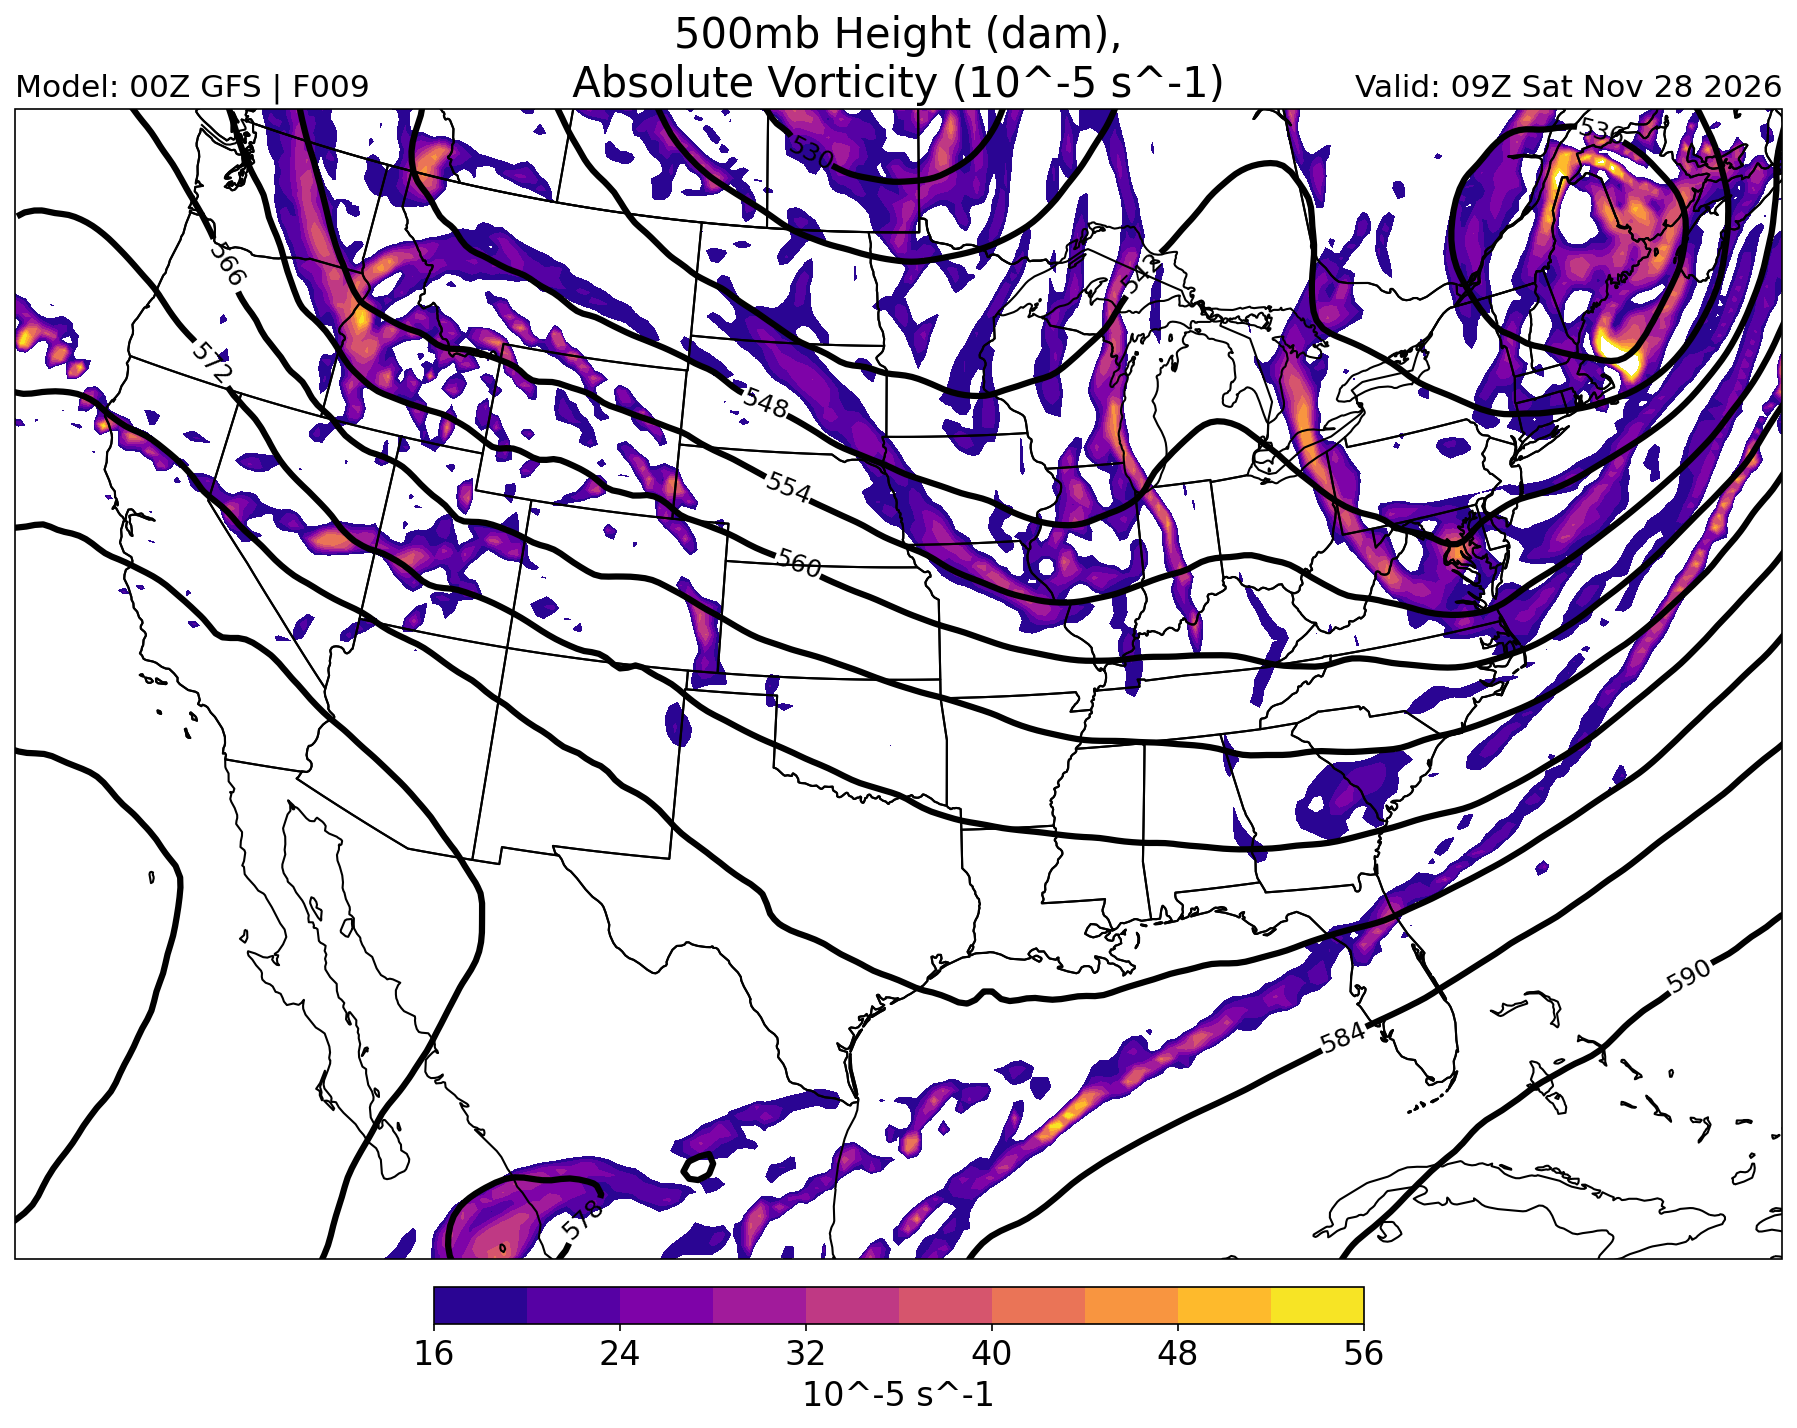 500mb Height (dam),
Absolute Vorticity (10^-5 s^-1)
Model: 00Z GFS | F009
Valid: 09Z Sat Nov 28 2026
530
536
542
566
572
548
554
560
590
584
578
16 24 32 40 48 56
10^-5 s^-1